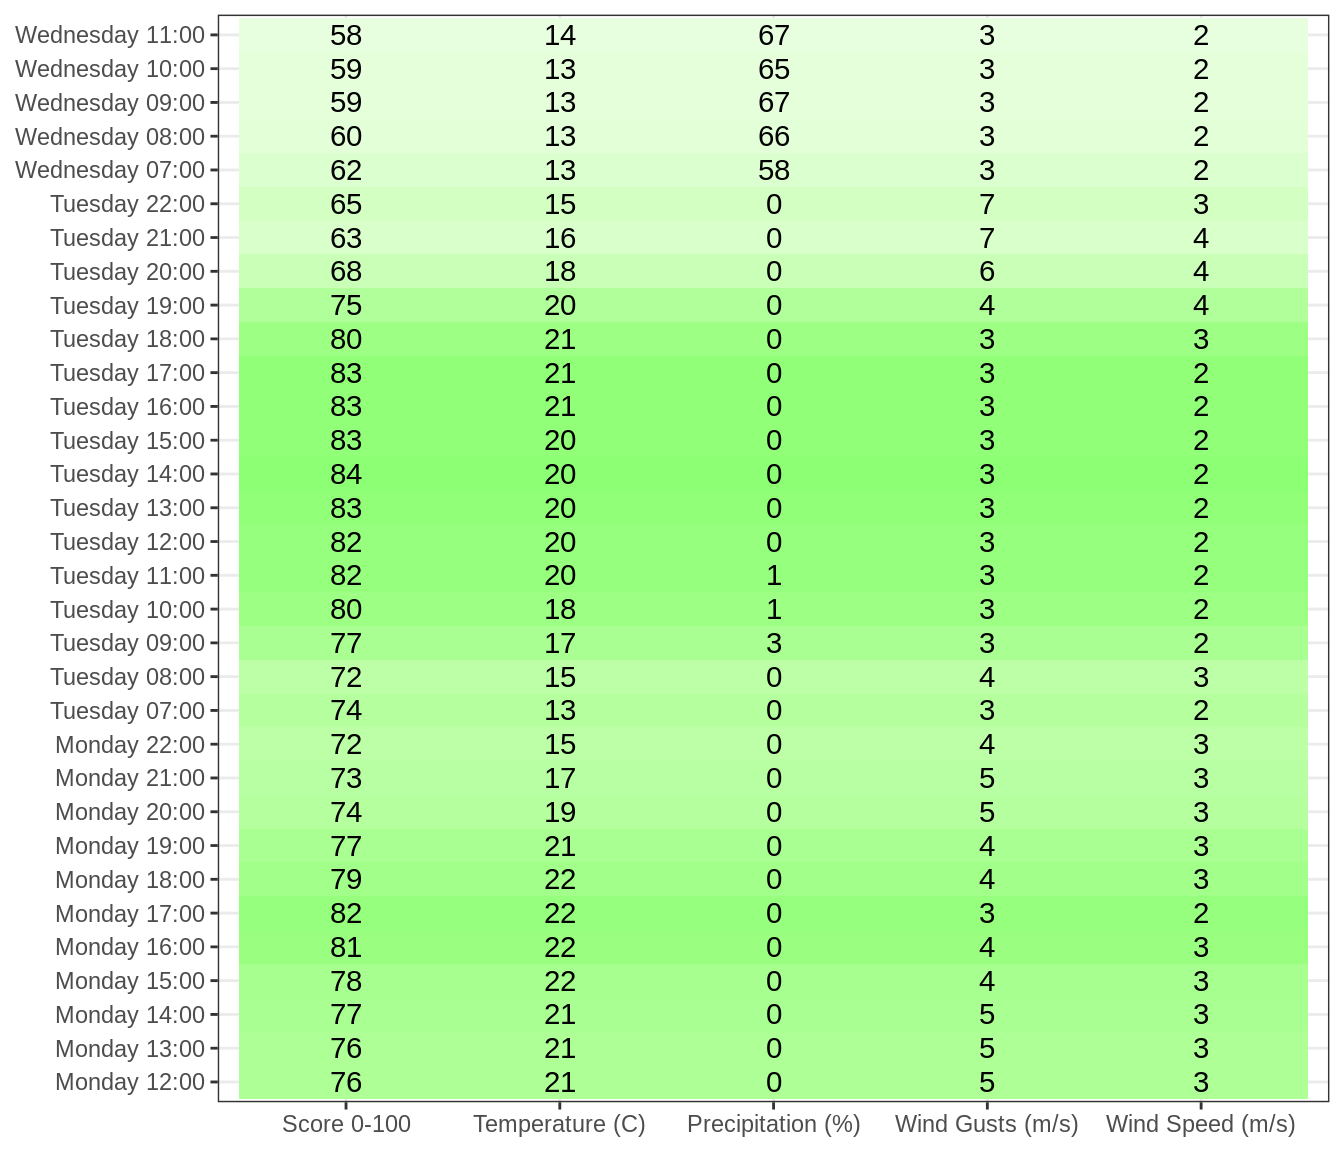 Wednesday 11:00 58 14 67 3 2
Wednesday 10:00 59 13 65 3 2
Wednesday 09:00 59 13 67 3 2
Wednesday 08:00 60 13 66 3 2
Wednesday 07:00 62 13 58 3 2
Tuesday 22:00 65 15 0 7 3
Tuesday 21:00 63 16 0 7 4
Tuesday 20:00 68 18 0 6 4
Tuesday 19:00 75 20 0 4 4
Tuesday 18:00 80 21 0 3 3
Tuesday 17:00 83 21 0 3 2
Tuesday 16:00 83 21 0 3 2
Tuesday 15:00 83 20 0 3 2
Tuesday 14:00 84 20 0 3 2
Tuesday 13:00 83 20 0 3 2
Tuesday 12:00 82 20 0 3 2
Tuesday 11:00 82 20 1 3 2
Tuesday 10:00 80 18 1 3 2
Tuesday 09:00 77 17 3 3 2
Tuesday 08:00 72 15 0 4 3
Tuesday 07:00 74 13 0 3 2
Monday 22:00 72 15 0 4 3
Monday 21:00 73 17 0 5 3
Monday 20:00 74 19 0 5 3
Monday 19:00 77 21 0 4 3
Monday 18:00 79 22 0 4 3
Monday 17:00 82 22 0 3 2
Monday 16:00 81 22 0 4 3
Monday 15:00 78 22 0 4 3
Monday 14:00 77 21 0 5 3
Monday 13:00 76 21 0 5 3
Monday 12:00 76 21 0 5 3
Score 0-100 Temperature (C) Precipitation (%) Wind Gusts (m/s) Wind Speed (m/s)